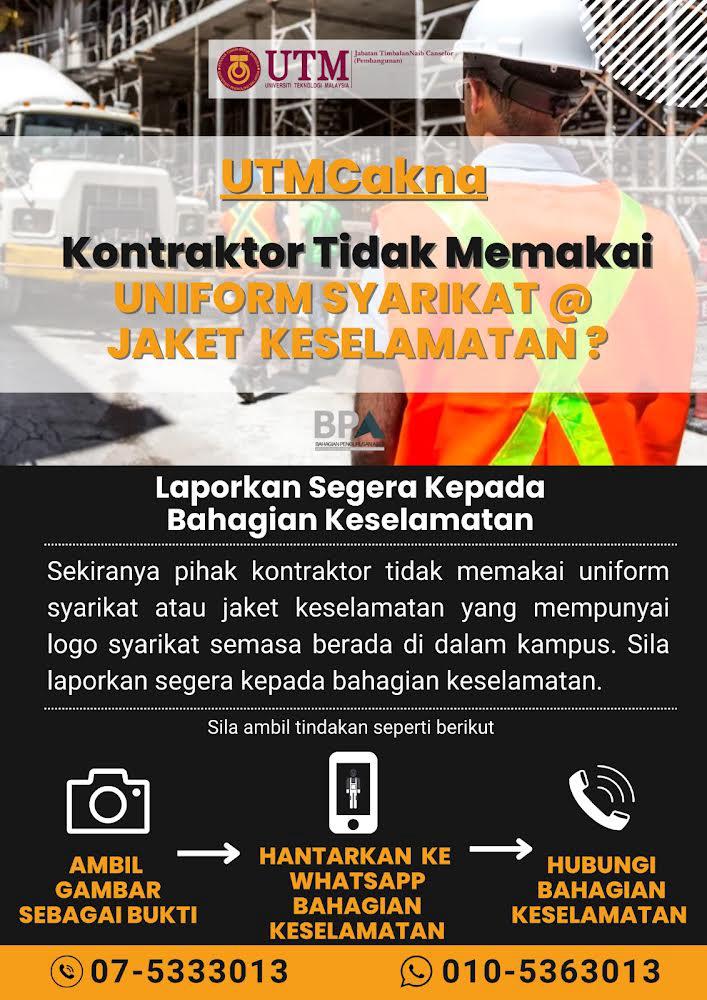 UTM
UNIVERSITI TEKNOLOGI MALAYSIA
Jabatan TimbalanNaib Canselor
(Pembangunan)
UTMCakna
Kontraktor Tidak Memakai
UNIFORM SYARIKAT @
JAKET KESELAMATAN ?
BPA
BAHAGIAN PENGURUSAN ASET
Laporkan Segera Kepada
Bahagian Keselamatan
Sekiranya pihak kontraktor tidak memakai uniform
syarikat atau jaket keselamatan yang mempunyai
logo syarikat semasa berada di dalam kampus. Sila
laporkan segera kepada bahagian keselamatan.
Sila ambil tindakan seperti berikut
AMBIL
GAMBAR
SEBAGAI BUKTI
HANTARKAN KE
WHATSAPP
BAHAGIAN
KESELAMATAN
HUBUNGI
BAHAGIAN
KESELAMATAN
07-5333013
010-5363013